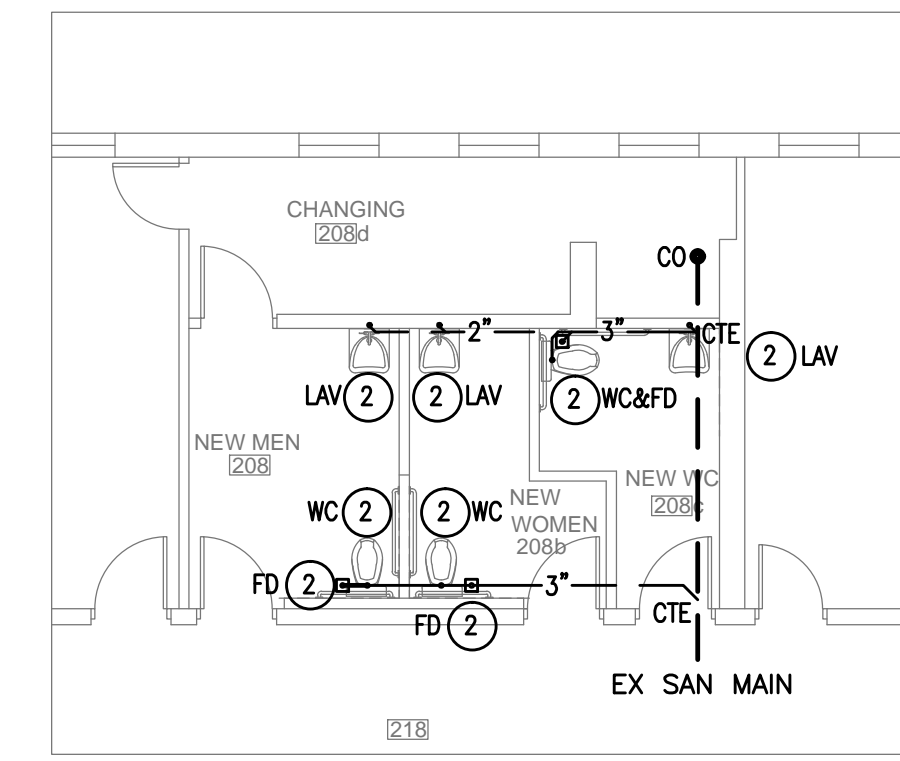 CHANGING
208d
CO
2"
3"
CTE
2 LAV
LAV 2
2 LAV
2 WC&FD
NEW MEN
208
NEW WC
208c
WC 2
2 WC
NEW
WOMEN
208b
FD 2
3"
CTE
FD 2
EX SAN MAIN
218